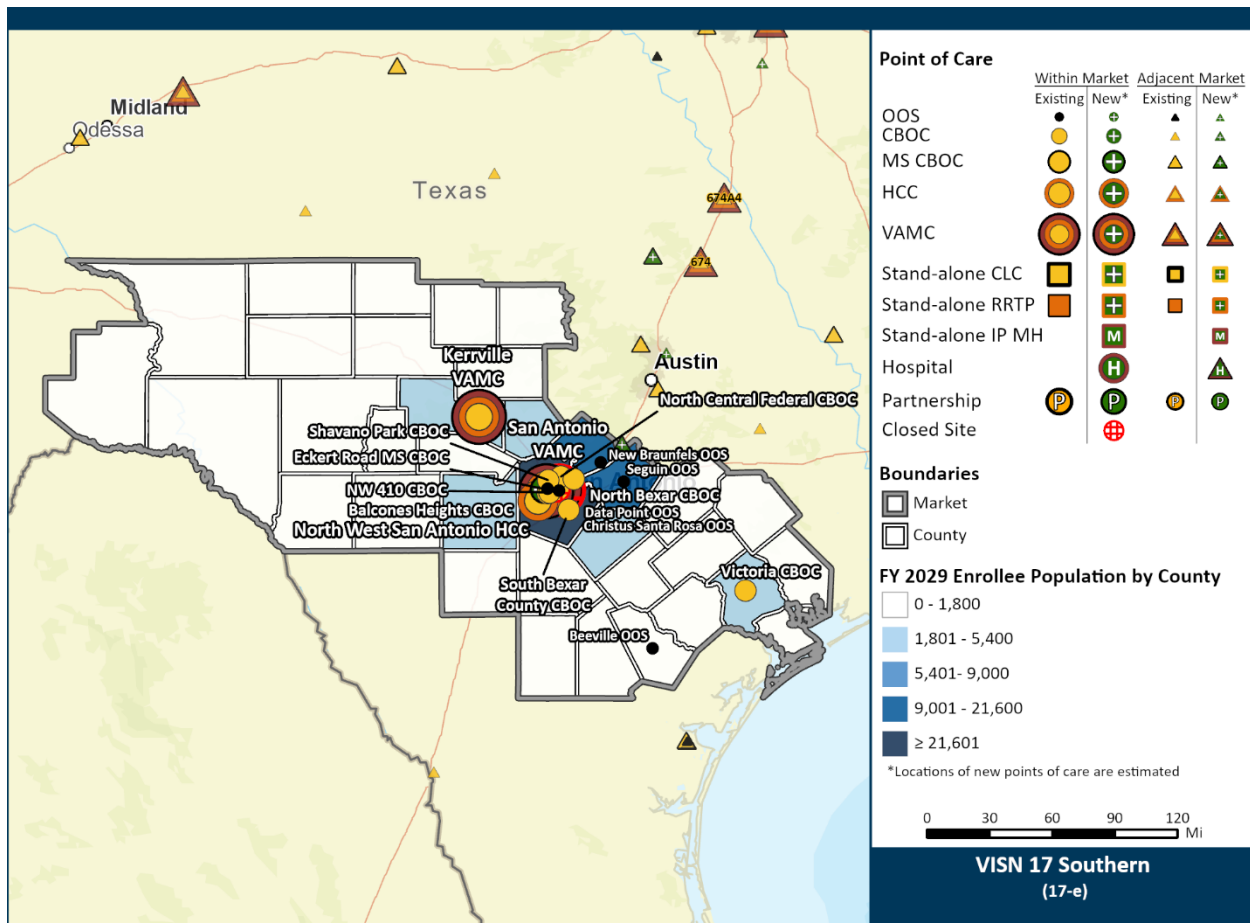 Midland
Odessa
Texas
674A4
674
Austin
Kerrville
VAMC
North Central Federal CBOC
San Antonio
VAMC
Shavano Park CBOC
Eckert Road MS CBOC
New Braunfels OOS
Seguin OOS
NW 410 CBOC
Balcones Heights CBOC
North Bexar CBOC
Data Point OOS
Christus Santa Rosa OOS
North West San Antonio HCC
South Bexar
County CBOC
Victoria CBOC
Beeville OOS
Point of Care
Within Market Adjacent Market
Existing New* Existing New*
OOS
CBOC
MS CBOC
HCC
VAMC
Stand-alone CLC
Stand-alone RRTP
Stand-alone IP MH M M
Hospital H H
Partnership P P P P
Closed Site
Boundaries
Market
County
FY 2029 Enrollee Population by County
0 - 1,800
1,801 - 5,400
5,401- 9,000
9,001 - 21,600
≥ 21,601
*Locations of new points of care are estimated
0 30 60 90 120
Mi
VISN 17 Southern
(17-e)